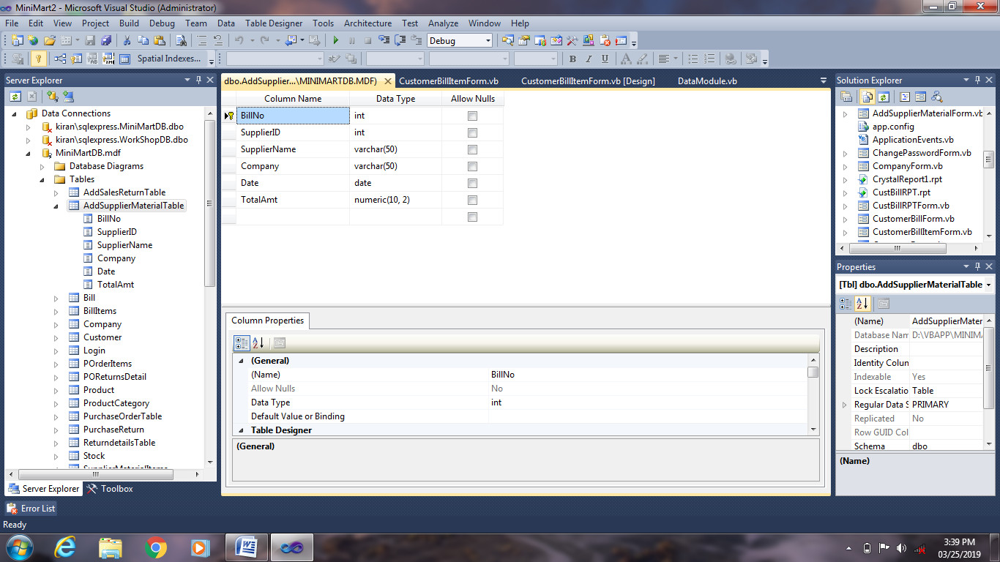 MiniMart2 - Microsoft Visual Studio (Administrator)
File Edit View Project Build Debug Team Data Table Designer Tools Architecture Test Analyze Window Help
Debug
Spatial Indexes...
B I U
Server Explorer
Data Connections
kiran\sqlexpress.MiniMartDB.dbo
kiran\sqlexpress.WorkShopDB.dbo
MiniMartDB.mdf
Database Diagrams
Tables
AddSalesReturnTable
AddSupplierMaterialTable
BillNo
SupplierID
SupplierName
Company
Date
TotalAmt
Bill
BillItems
Company
Customer
Login
POrderItems
POReturnsDetail
Product
ProductCategory
PurchaseOrderTable
PurchaseReturn
ReturndetailsTable
Stock
SupplierMaterialItems
Server Explorer Toolbox
dbo.AddSupplier...\MINIMARTDB.MDF) CustomerBillItemForm.vb CustomerBillItemForm.vb [Design] DataModule.vb
Column Name Data Type Allow Nulls
BillNo int
SupplierID int
SupplierName varchar(50)
Company varchar(50)
Date date
TotalAmt numeric(10, 2)
Column Properties
(General)
(Name) BillNo
Allow Nulls No
Data Type int
Default Value or Binding
Table Designer
(General)
Solution Explorer
AddSupplierMaterialForm.vb
app.config
ApplicationEvents.vb
ChangePasswordForm.vb
CompanyForm.vb
CrystalReport1.rpt
CustBillRPT.rpt
CustBillRPTForm.vb
CustomerBillForm.vb
CustomerBillItemForm.vb
Properties
[Tbl] dbo.AddSupplierMaterialTable
(Name) AddSupplierMater
Database Nam D:\VBAPP\MINIMA
Description
Identity Colun
Indexable Yes
Lock Escalatio Table
Regular Data S PRIMARY
Replicated No
Row GUID Col
Schema dbo
(Name)
Error List
Ready
3:39 PM
03/25/2019